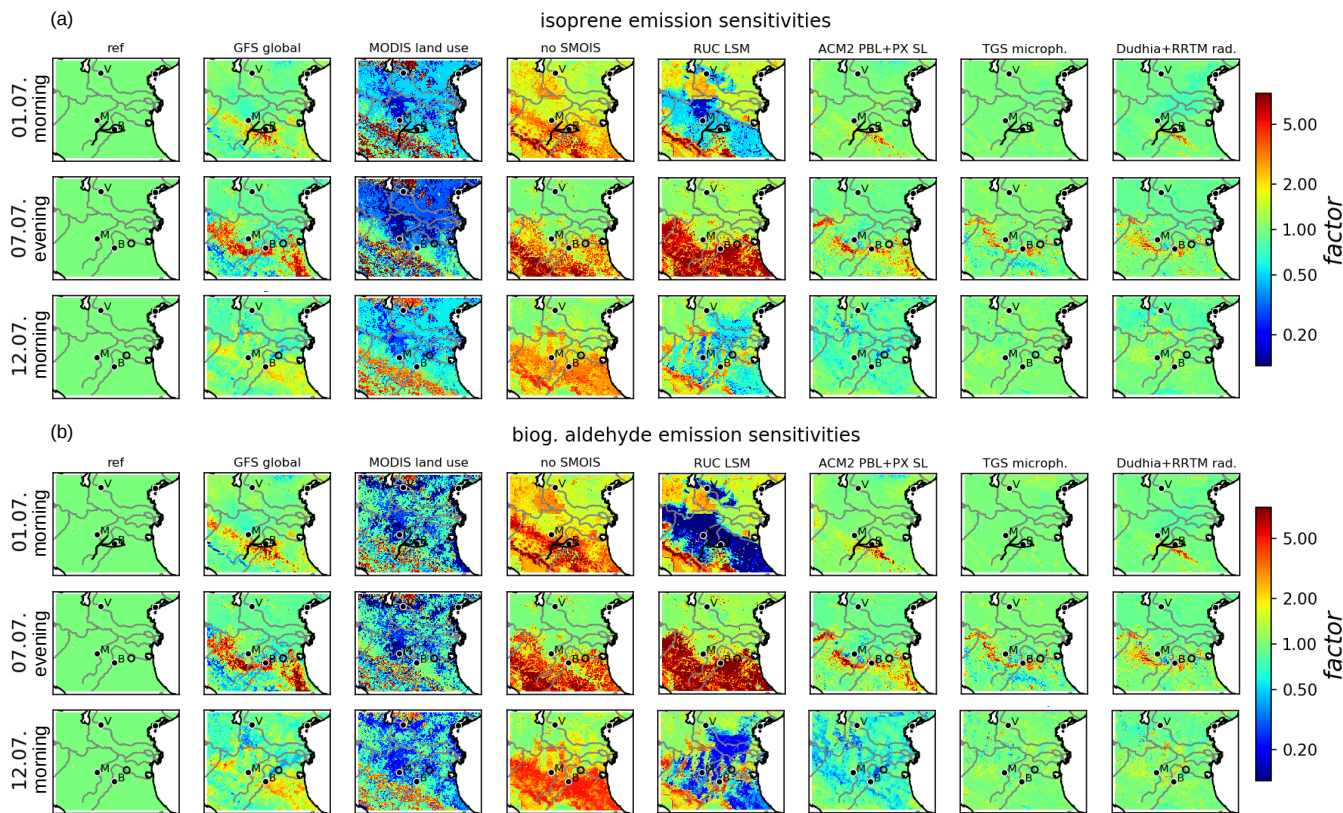 (a)
isoprene emission sensitivities
ref GFS global MODIS land use no SMOIS RUC LSM ACM2 PBL+PX SL TGS microph. Dudhia+RRTM rad.
01.07. morning
V V V V V V V V
M M M M M M M M
B B B B B B B B
07.07. evening
V V V V V V V V
M M M M M M M M
B B B B B B B B
12.07. morning
V V V V V V V V
M M M M M M M M
B B B B B B B B
5.00
2.00
1.00
0.50
0.20
factor
(b)
biog. aldehyde emission sensitivities
ref GFS global MODIS land use no SMOIS RUC LSM ACM2 PBL+PX SL TGS microph. Dudhia+RRTM rad.
01.07. morning
V V V V V V V V
M M M M M M M M
B B B B B B B B
07.07. evening
V V V V V V V V
M M M M M M M M
B B B B B B B B
12.07. morning
V V V V V V V V
M M M M M M M M
B B B B B B B B
5.00
2.00
1.00
0.50
0.20
factor